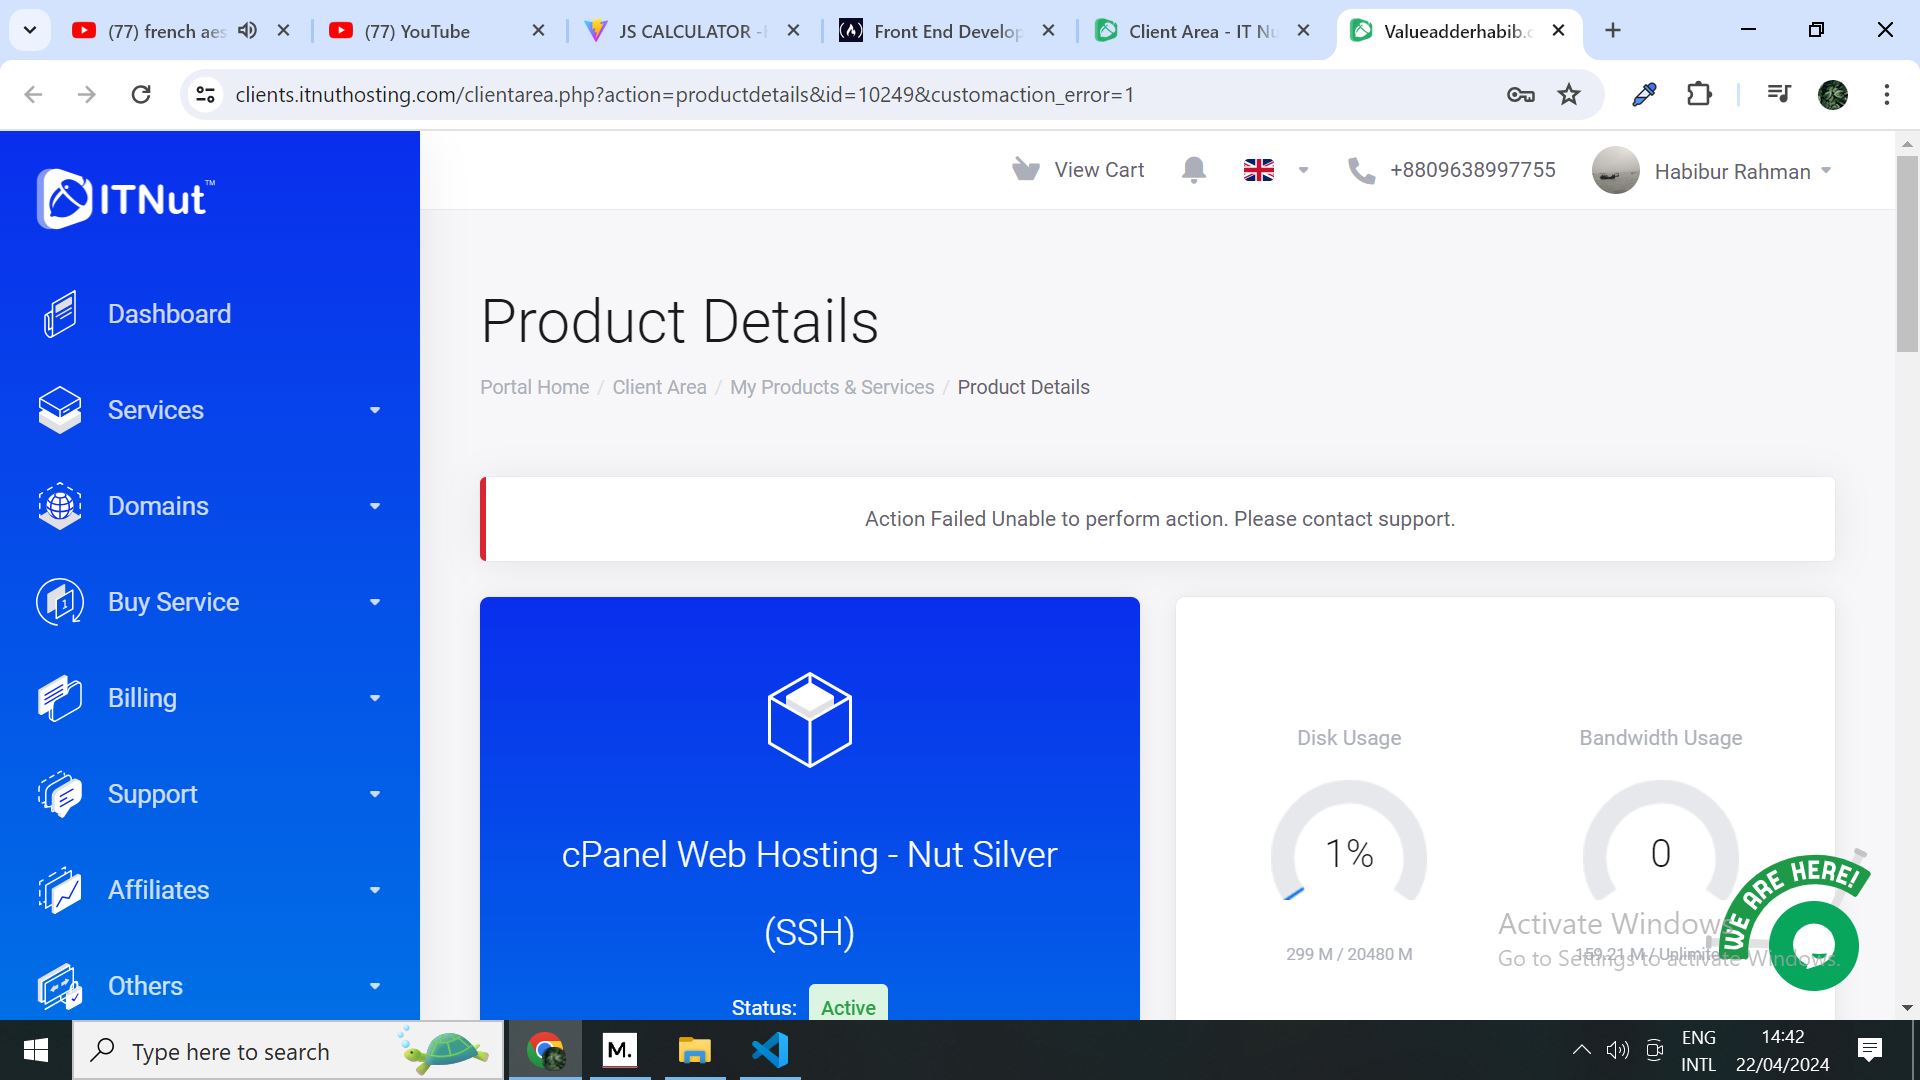 (77) french aes
(77) YouTube
JS CALCULATOR -
Front End Develop
Client Area - IT Nu
Valueadderhabib.c
clients.itnuthosting.com/clientarea.php?action=productdetails&id=10249&customaction_error=1
ITNut™
View Cart
+8809638997755
Habibur Rahman
Dashboard
Services
Domains
Buy Service
Billing
Support
Affiliates
Others
Product Details
Portal Home / Client Area / My Products & Services / Product Details
Action Failed Unable to perform action. Please contact support.
cPanel Web Hosting - Nut Silver
(SSH)
Status: Active
Disk Usage
1%
299 M / 20480 M
Bandwidth Usage
0
159.21 M / Unlimite
WE ARE HERE!
Activate Windows
Go to Settings to activate Windows.
Type here to search
M.
ENG
INTL
14:42
22/04/2024